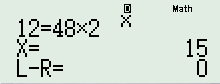 D Math
X
12=48×2
X= 15
L-R= 0